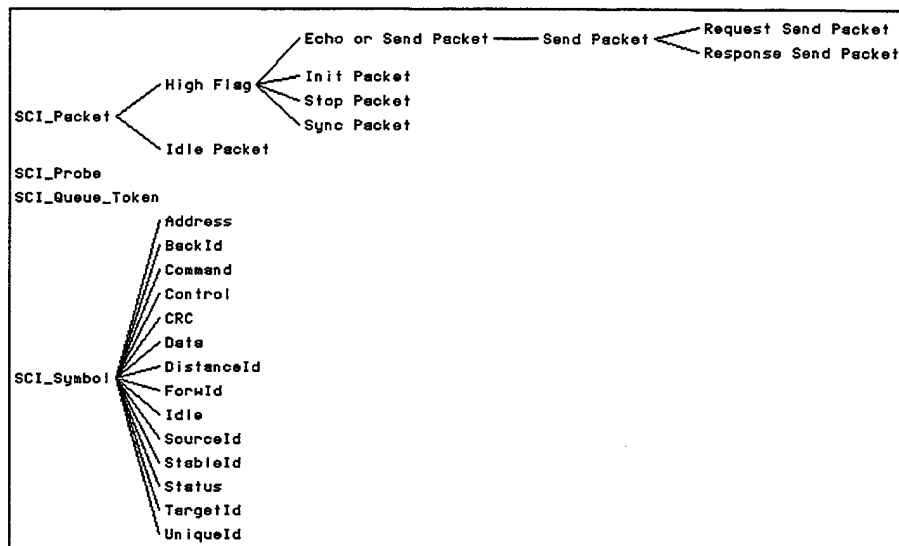 Request Send Packet
Echo or Send Packet Send Packet
Response Send Packet
High Flag Init Packet
Stop Packet
SCI_Packet Sync Packet
Idle Packet
SCI_Probe
SCI_Queue_Token
Address
BackId
Command
Control
CRC
Data
DistanceId
SCI_Symbol
ForwId
Idle
SourceId
StableId
Status
TargetId
UniqueId